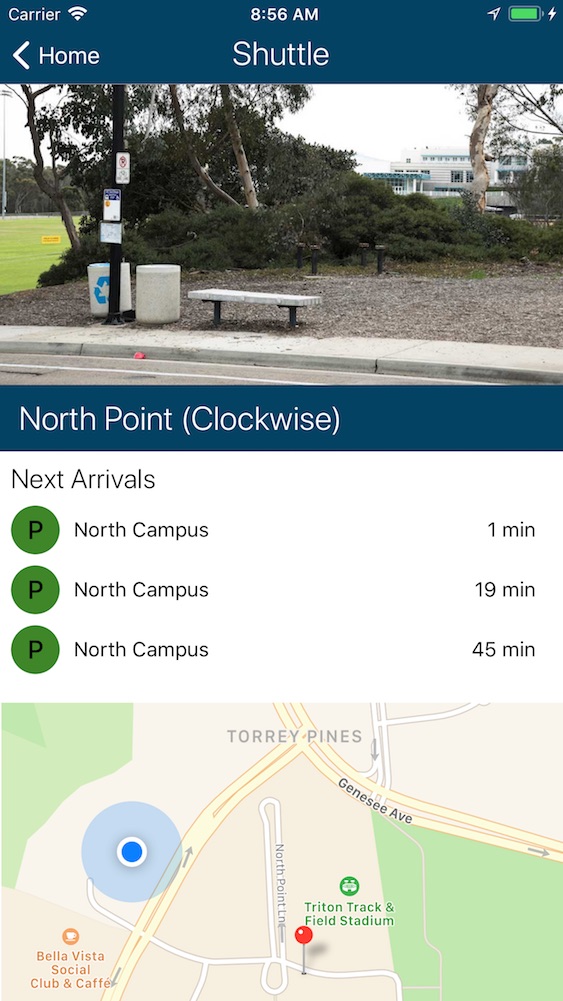 Carrier 8:56 AM
Home
Shuttle
North Point (Clockwise)
Next Arrivals
P North Campus 1 min
P North Campus 19 min
P North Campus 45 min
TORREY PINES
Genesee Ave
North Point Ln
Triton Track &
Field Stadium
Bella Vista
Social
Club & Caffé